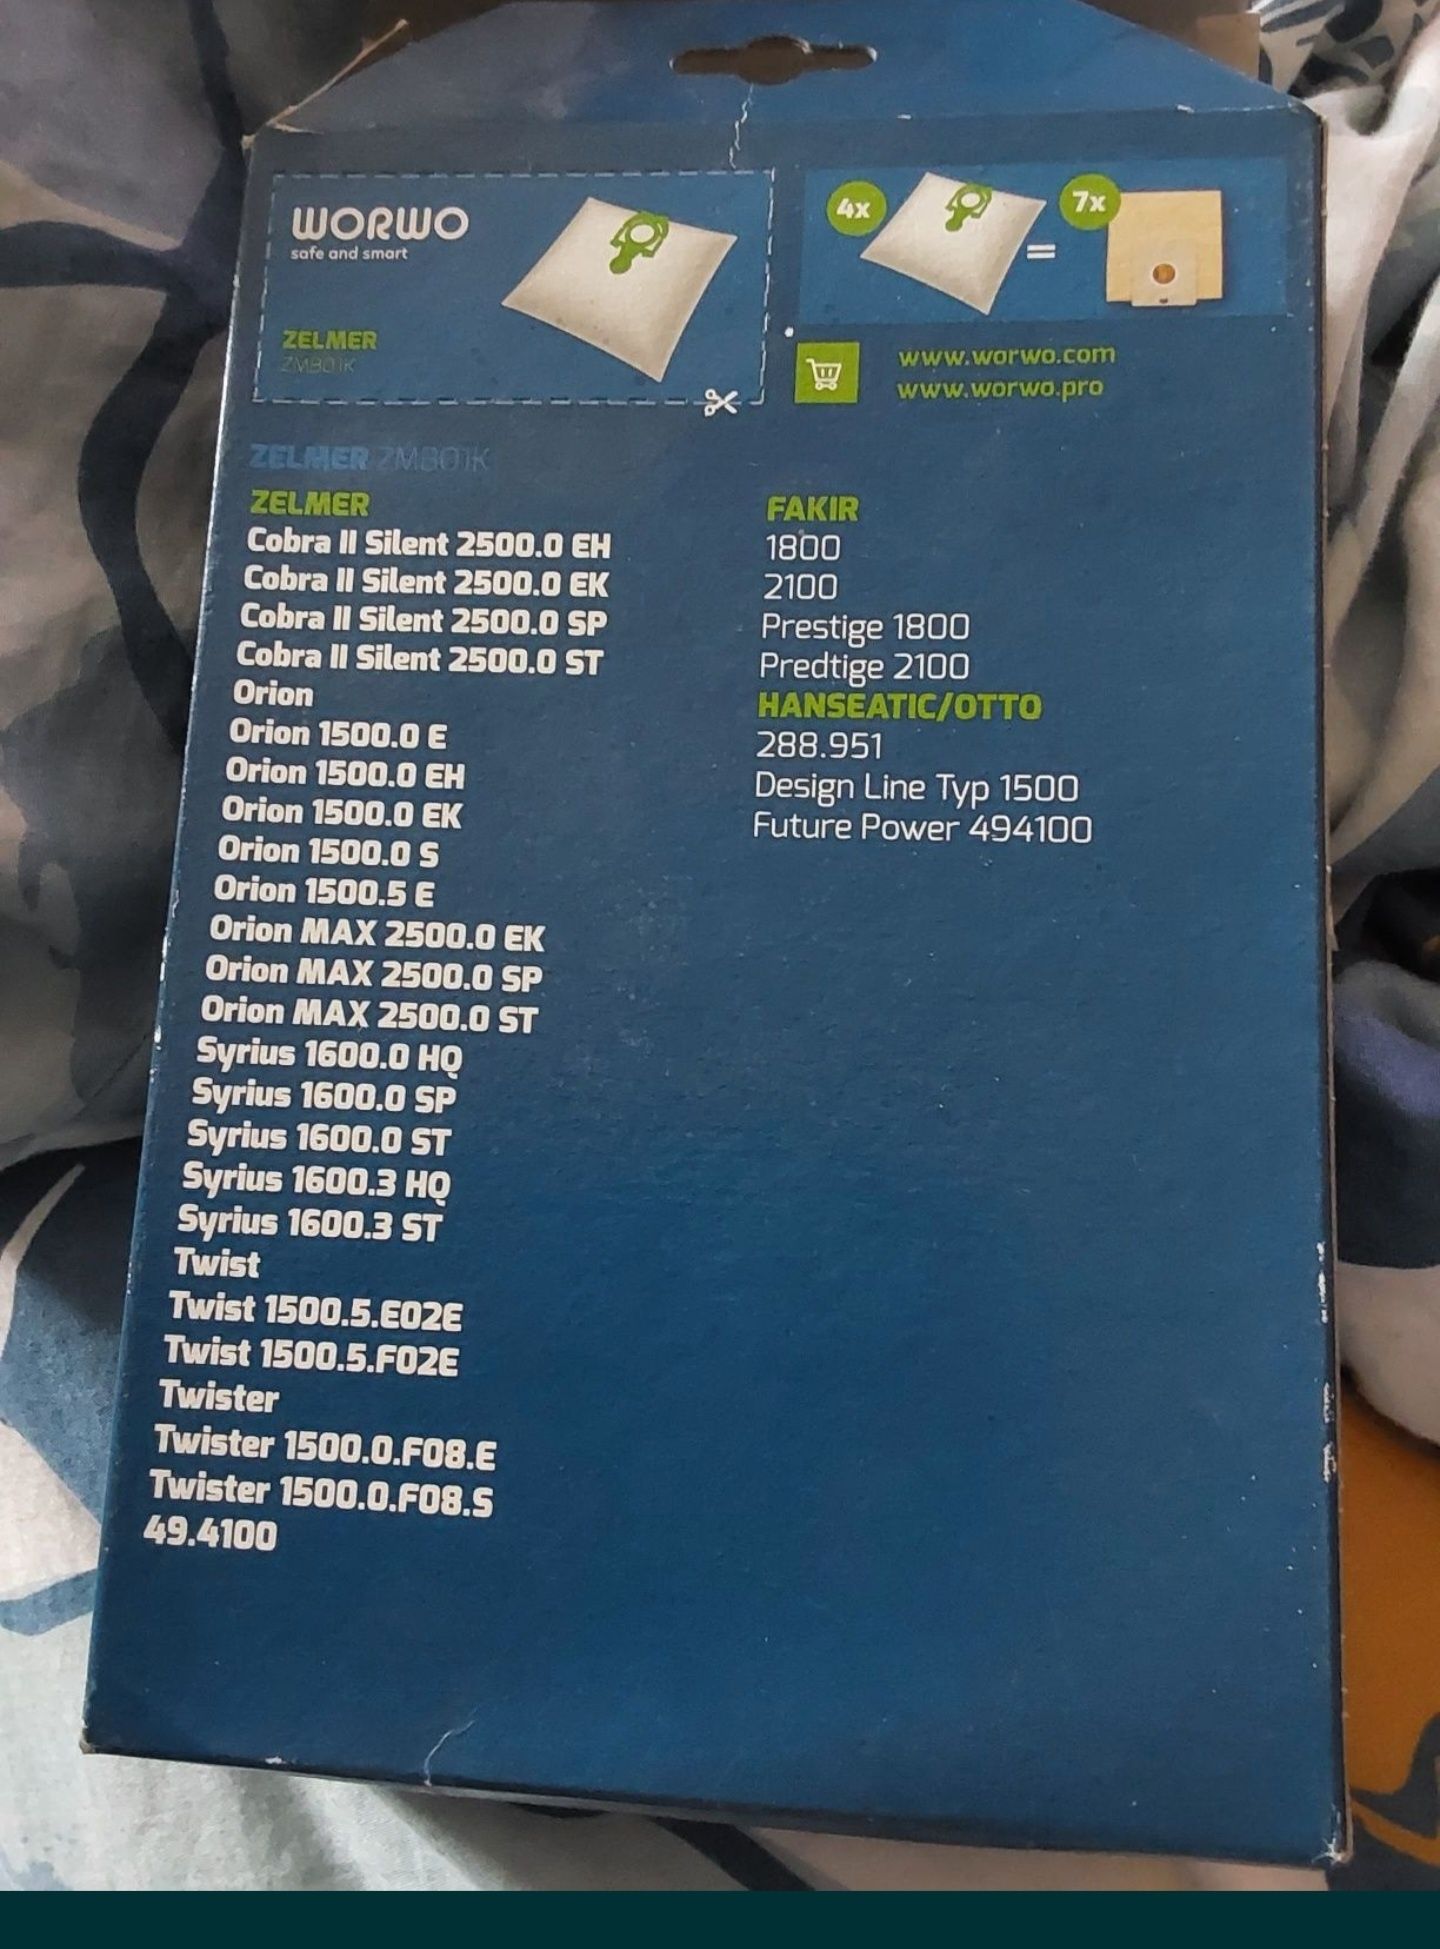 WORWO
safe and smart
ZELMER
ZMB01K
4x
=
7x
www.worwo.com
www.worwo.pro
ZELMER ZMB01K
ZELMER
Cobra II Silent 2500.0 EH
Cobra II Silent 2500.0 EK
Cobra II Silent 2500.0 SP
Cobra II Silent 2500.0 ST
Orion
Orion 1500.0 E
Orion 1500.0 EH
Orion 1500.0 EK
Orion 1500.0 S
Orion 1500.5 E
Orion MAX 2500.0 EK
Orion MAX 2500.0 SP
Orion MAX 2500.0 ST
Syrius 1600.0 HQ
Syrius 1600.0 SP
Syrius 1600.0 ST
Syrius 1600.3 HQ
Syrius 1600.3 ST
Twist
Twist 1500.5.E02E
Twist 1500.5.F02E
Twister
Twister 1500.0.F08.E
Twister 1500.0.F08.S
49.4100
FAKIR
1800
2100
Prestige 1800
Predtige 2100
HANSEATIC/OTTO
288.951
Design Line Typ 1500
Future Power 494100